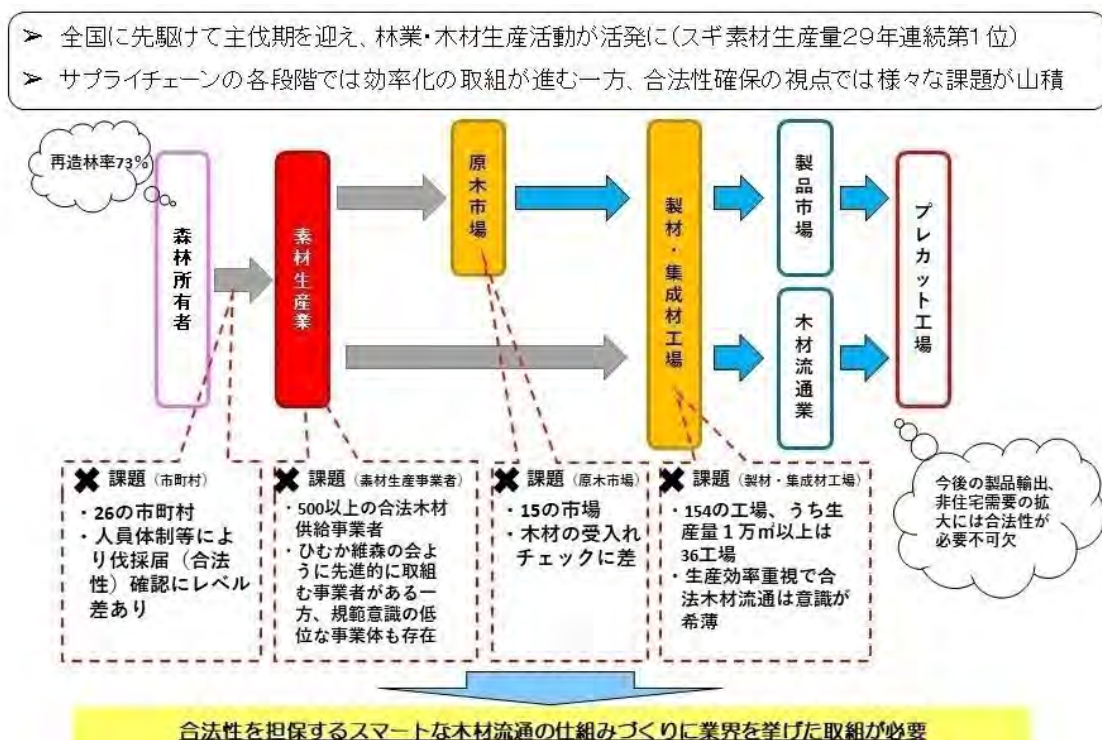 ➢ 全国に先駆けて主伐期を迎え、林業・木材生産活動が活発に(スギ素材生産量29年連続第1位)
➢ サプライチェーンの各段階では効率化の取組が進む一方、合法性確保の視点では様々な課題が山積
再造林率73%
森林所有者
素材生産業
原木市場
製材・集成材工場
製品市場
木材流通業
プレカット工場
✖ 課題（市町村）
・26の市町村
・人員体制等によ
り伐採届（合法
性）確認にレベル
差あり
✖ 課題（素材生産事業者）
・500以上の合法木材
供給事業者
・ひむか維森の会よ
うに先進的に取組
む事業者がある一
方、規範意識の低
位な事業体も存在
✖ 課題（原木市場）
・15の市場
・木材の受入れ
チェックに差
✖ 課題（製材・集成材工場）
・154の工場、うち生
産量１万㎥以上は
36工場
・生産効率重視で合
法木材流通は意識が
希薄
今後の製品輸出、
非住宅需要の拡
大には合法性が
必要不可欠
合法性を担保するスマートな木材流通の仕組みづくりに業界を挙げた取組が必要